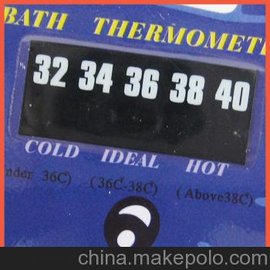 BATH THERMOMET
32 34 36 38 40
COLD IDEAL HOT
nder 36C) (36C-38C) (Above38C)
china.makepolo.com